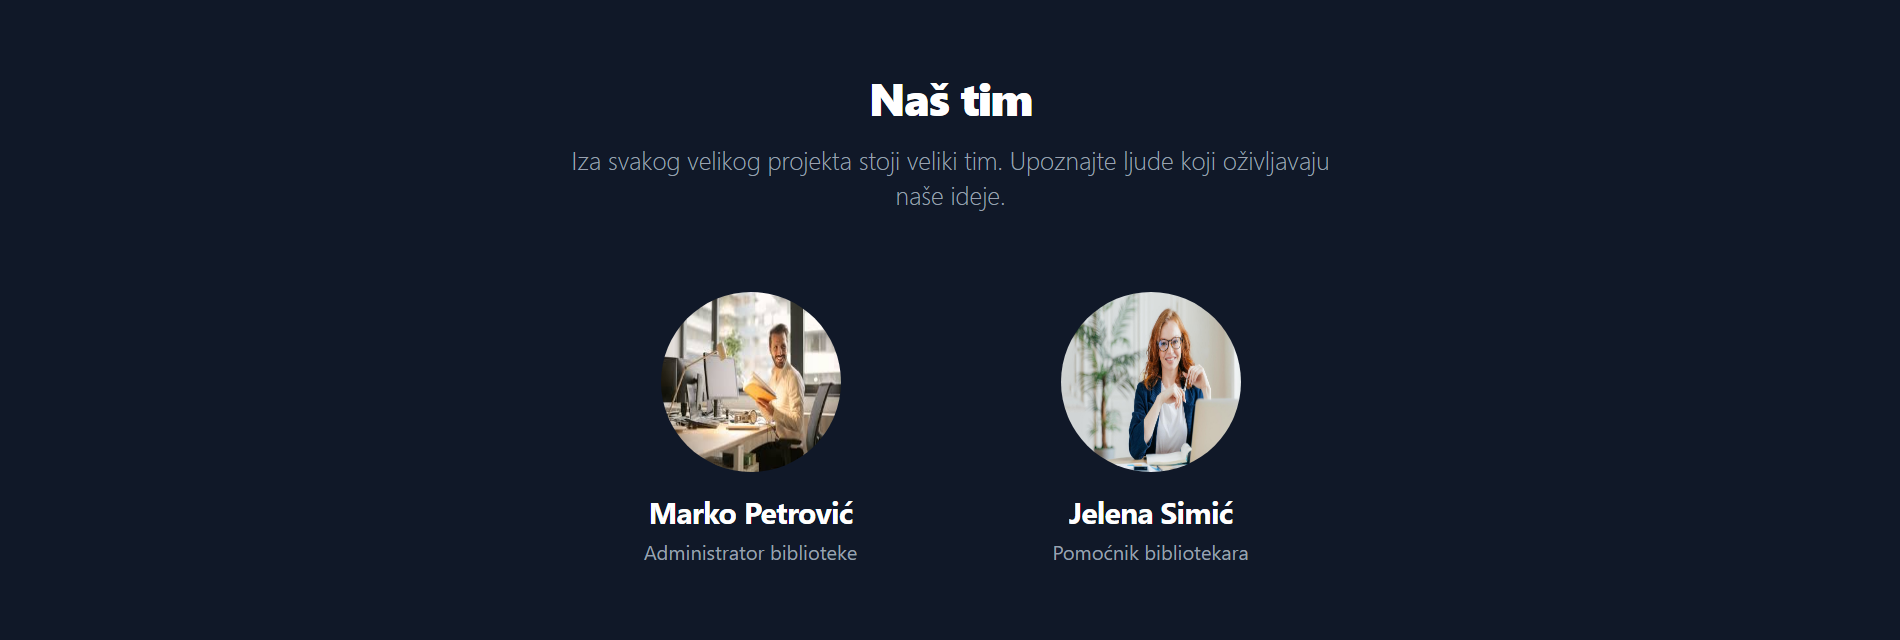 Naš tim
Iza svakog velikog projekta stoji veliki tim. Upoznajte ljude koji oživljavaju
naše ideje.
Marko Petrović
Jelena Simić
Administrator biblioteke
Pomoćnik bibliotekara